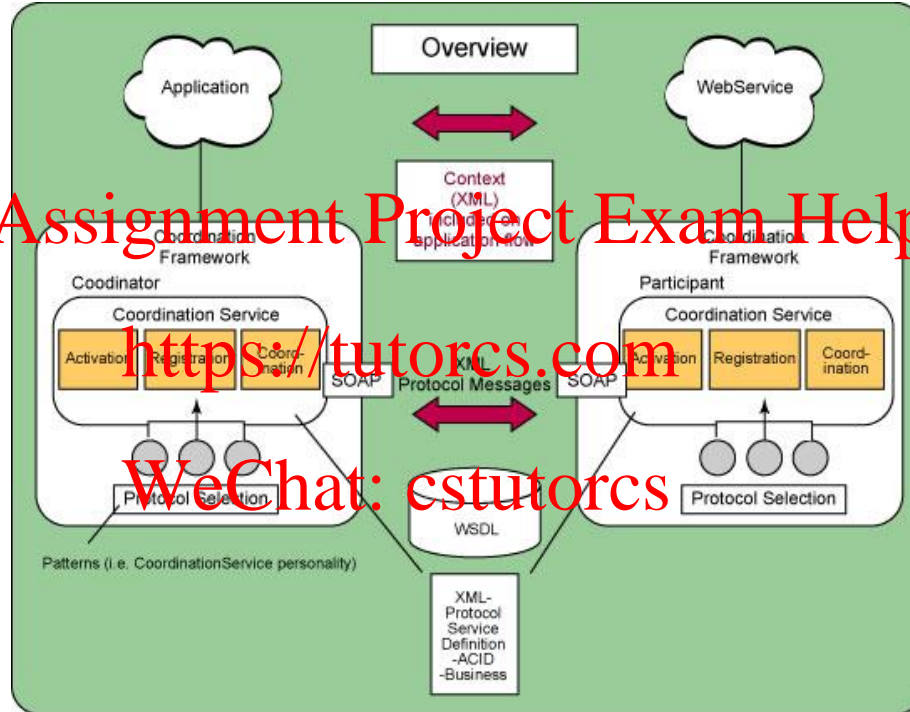 Overview
Application
WebService
Context
(XML)
included on
application flow
Assignment Project Exam Help
Coordination
Framework
Coodinator
Coordination Service
Activation
Registration
Coord-
ination
SOAP
Protocol Selection
Patterns (i.e. CoordinationService personality)
https://tutorcs.com
XML
Protocol Messages
WeChat: cstutorcs
WSDL
XML-
Protocol
Service
Definition
-ACID
-Business
Coordination
Framework
Participant
Coordination Service
SOAP
Activation
Registration
Coord-
ination
Protocol Selection